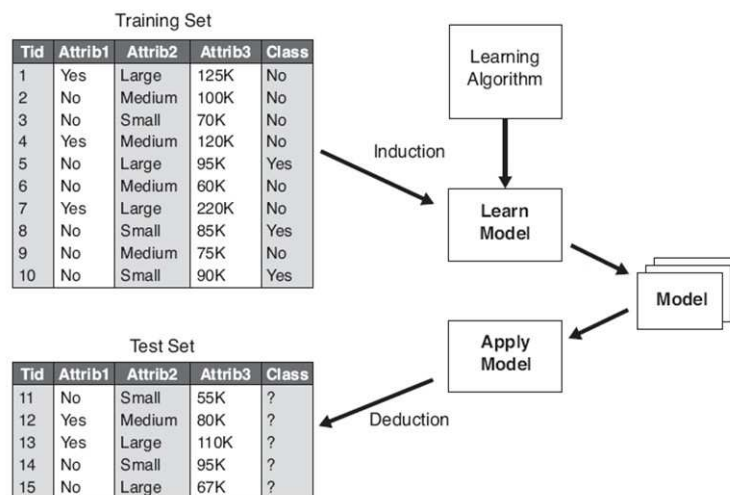 Training Set
Tid Attrib1 Attrib2 Attrib3 Class
1 Yes Large 125K No
2 No Medium 100K No
3 No Small 70K No
4 Yes Medium 120K No
5 No Large 95K Yes
6 No Medium 60K No
7 Yes Large 220K No
8 No Small 85K Yes
9 No Medium 75K No
10 No Small 90K Yes
Induction
Learning
Algorithm
Learn
Model
Model
Apply
Model
Deduction
Test Set
Tid Attrib1 Attrib2 Attrib3 Class
11 No Small 55K ?
12 Yes Medium 80K ?
13 Yes Large 110K ?
14 No Small 95K ?
15 No Large 67K ?